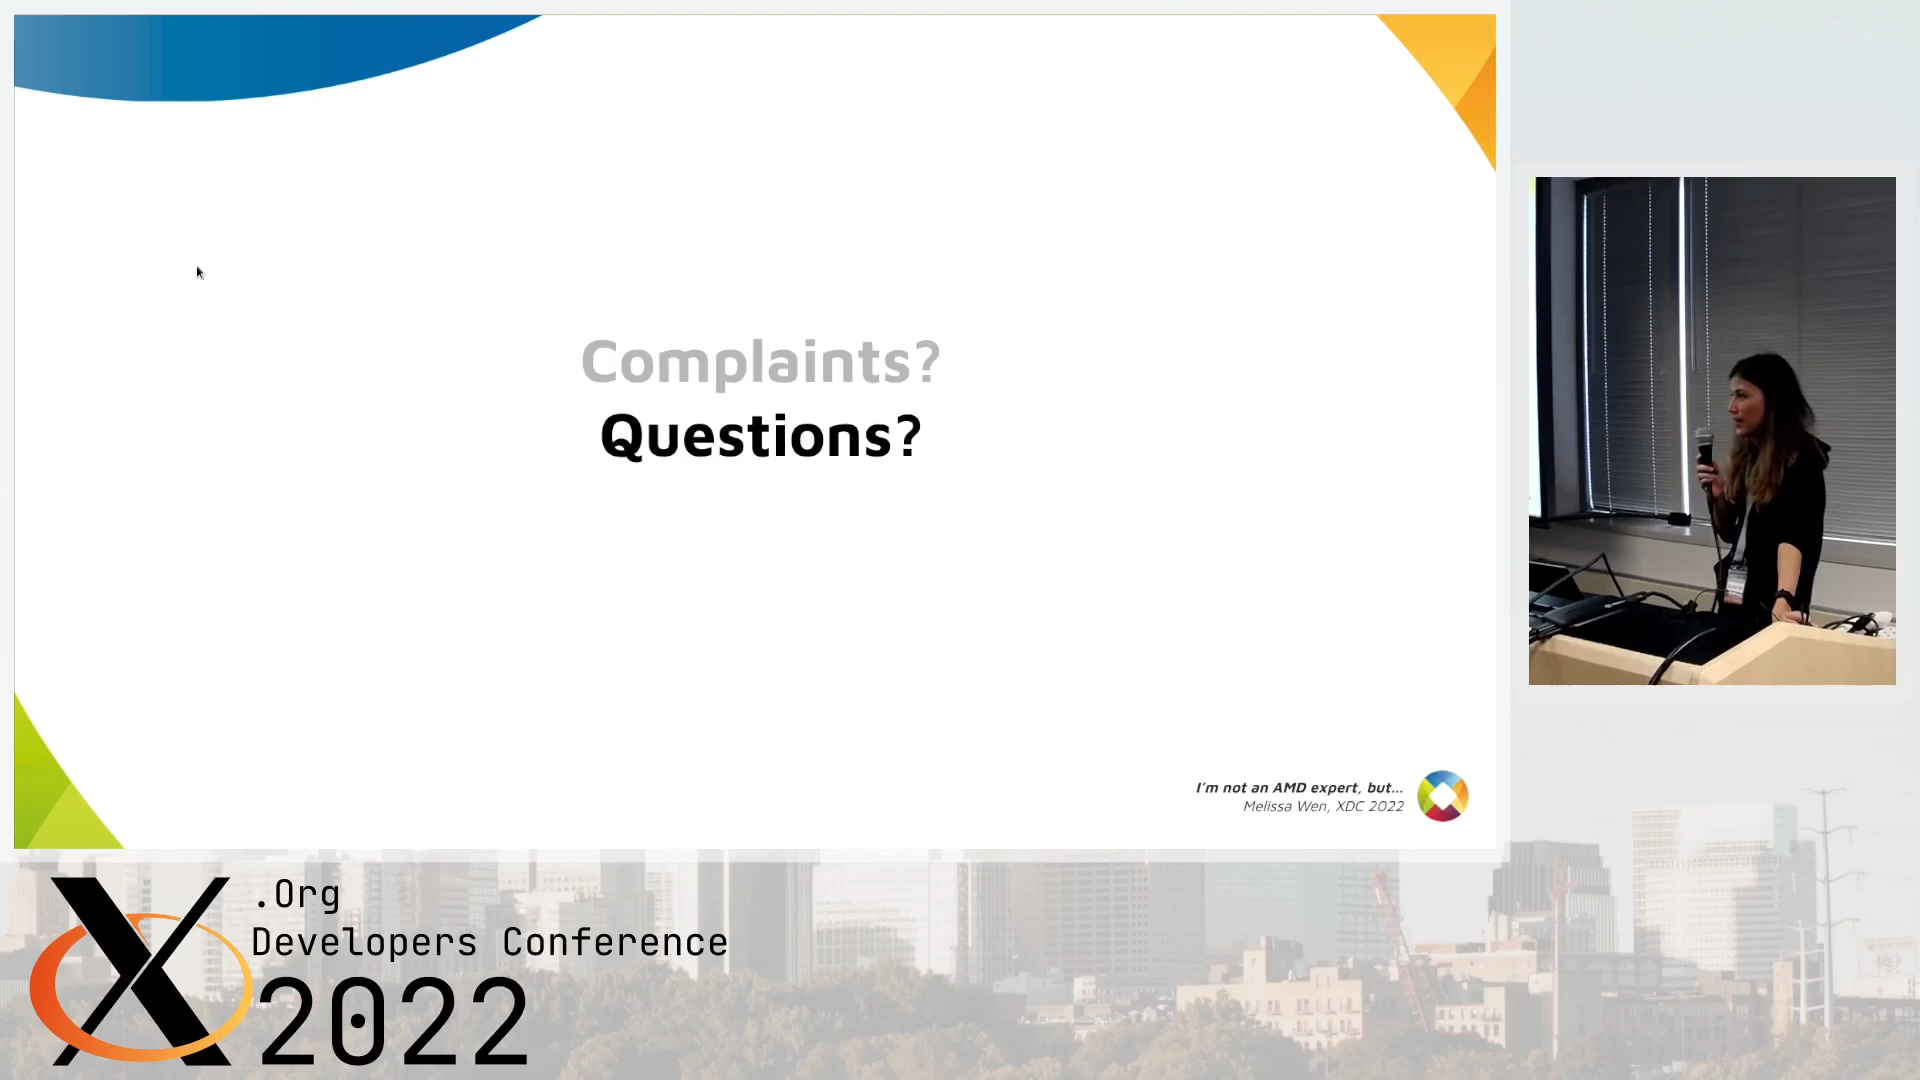 Complaints?
Questions?
I'm not an AMD expert, but...
Melissa Wen, XDC 2022
X.Org
Developers Conference
2022